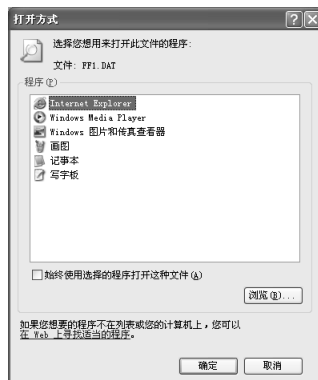 打开方式
选择您想用来打开此文件的程序:
文件: FF1.DAT
程序(P)
Internet Explorer
Windows Media Player
Windows 图片和传真查看器
画图
记事本
写字板
始终使用选择的程序打开这种文件(A)
浏览(B)...
如果您想要的程序不在列表或您的计算机上，您可以
在 Web 上寻找适当的程序。
确定
取消